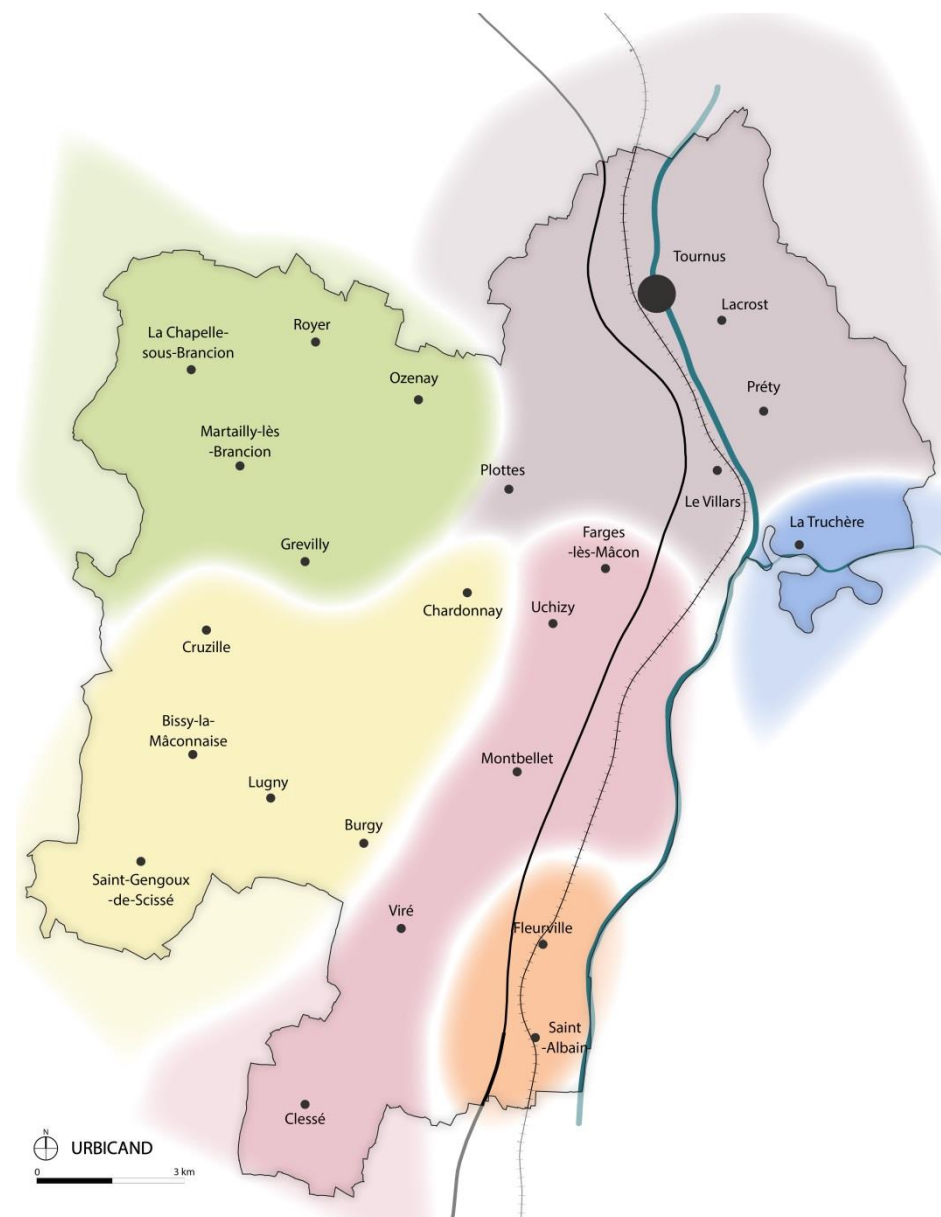 Tournus
Lacrost
La Chapelle-
sous-Brancion
Royer
Ozenay
Préty
Martailly-lès
-Brancion
Plottes
Le Villars
La Truchère
Farges
-lès-Mâcon
Grevilly
Chardonnay
Uchizy
Cruzille
Bissy-la-
Mâconnaise
Montbellet
Lugny
Burgy
Saint-Gengoux
-de-Scissé
Viré
Fleurville
Saint
-Albain
Clessé
N
URBICAND
0 3 km